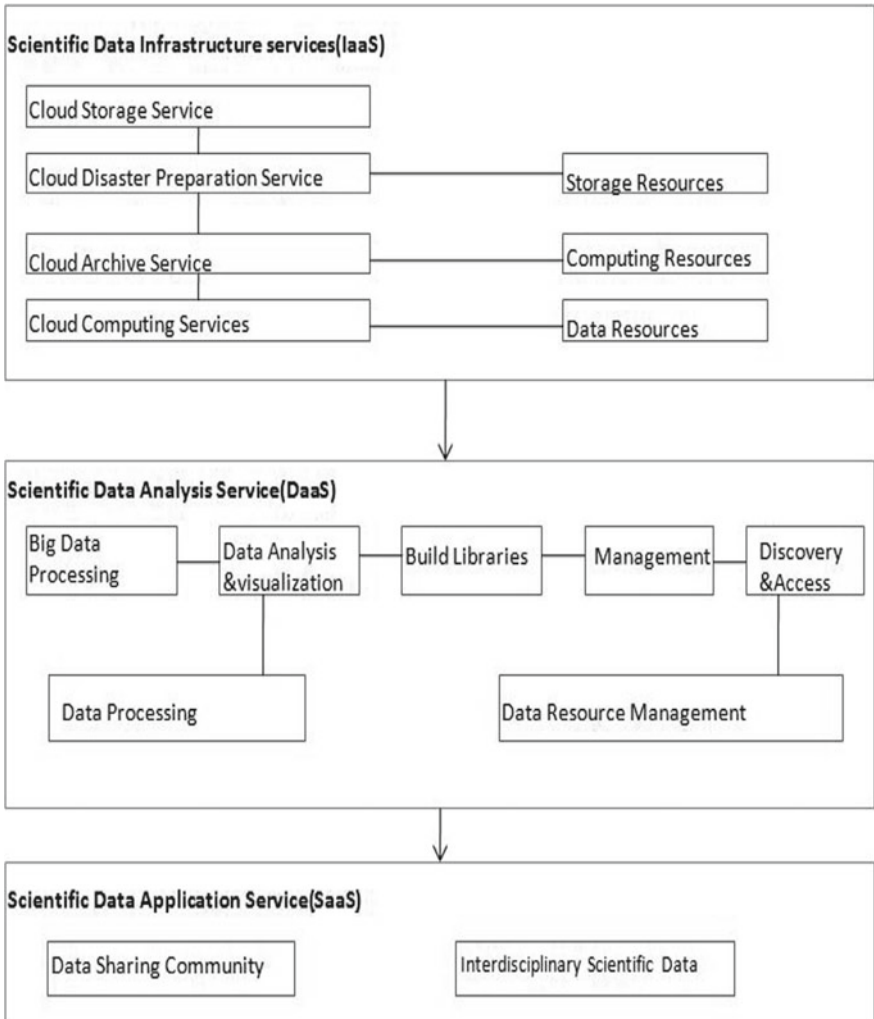 Scientific Data Infrastructure services(IaaS)
Cloud Storage Service
Cloud Disaster Preparation Service
Storage Resources
Cloud Archive Service
Computing Resources
Cloud Computing Services
Data Resources
Scientific Data Analysis Service(DaaS)
Big Data
Processing
Data Analysis
&visualization
Build Libraries
Management
Discovery
&Access
Data Processing
Data Resource Management
Scientific Data Application Service(SaaS)
Data Sharing Community
Interdisciplinary Scientific Data